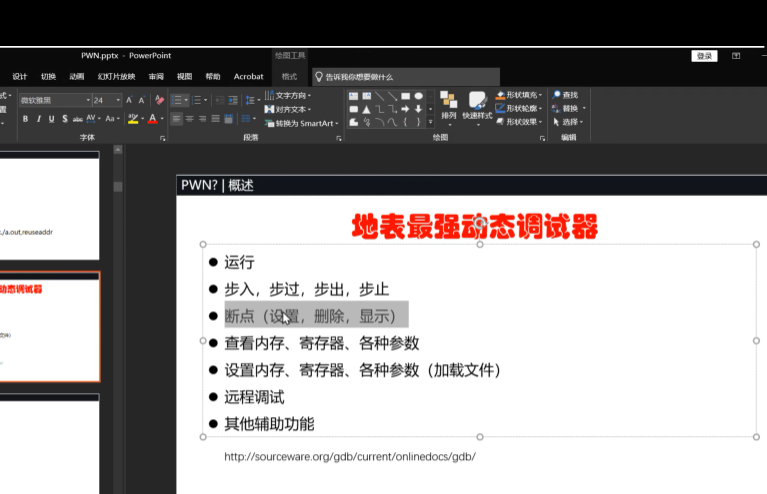 PWN.pptx - PowerPoint
绘图工具
登录
设计 切换 动画 幻灯片放映 审阅 视图 帮助 Acrobat 格式 告诉我你想要做什么
式
微软雅黑 24 A A 文字方向 形状填充 查找
置 对齐文本 形状轮廓 替换
B I U S abc AV Aa A 转换为 SmartArt 排列 快速样式 形状效果 选择
字体 段落 绘图 编辑
PWN? | 概述
地表最强动态调试器
运行
步入，步过，步出，步止
断点（设置，删除，显示）
查看内存、寄存器、各种参数
设置内存、寄存器、各种参数（加载文件）
远程调试
其他辅助功能
http://sourceware.org/gdb/current/onlinedocs/gdb/
./a.out,reuseaddr
动态调试器
文件）